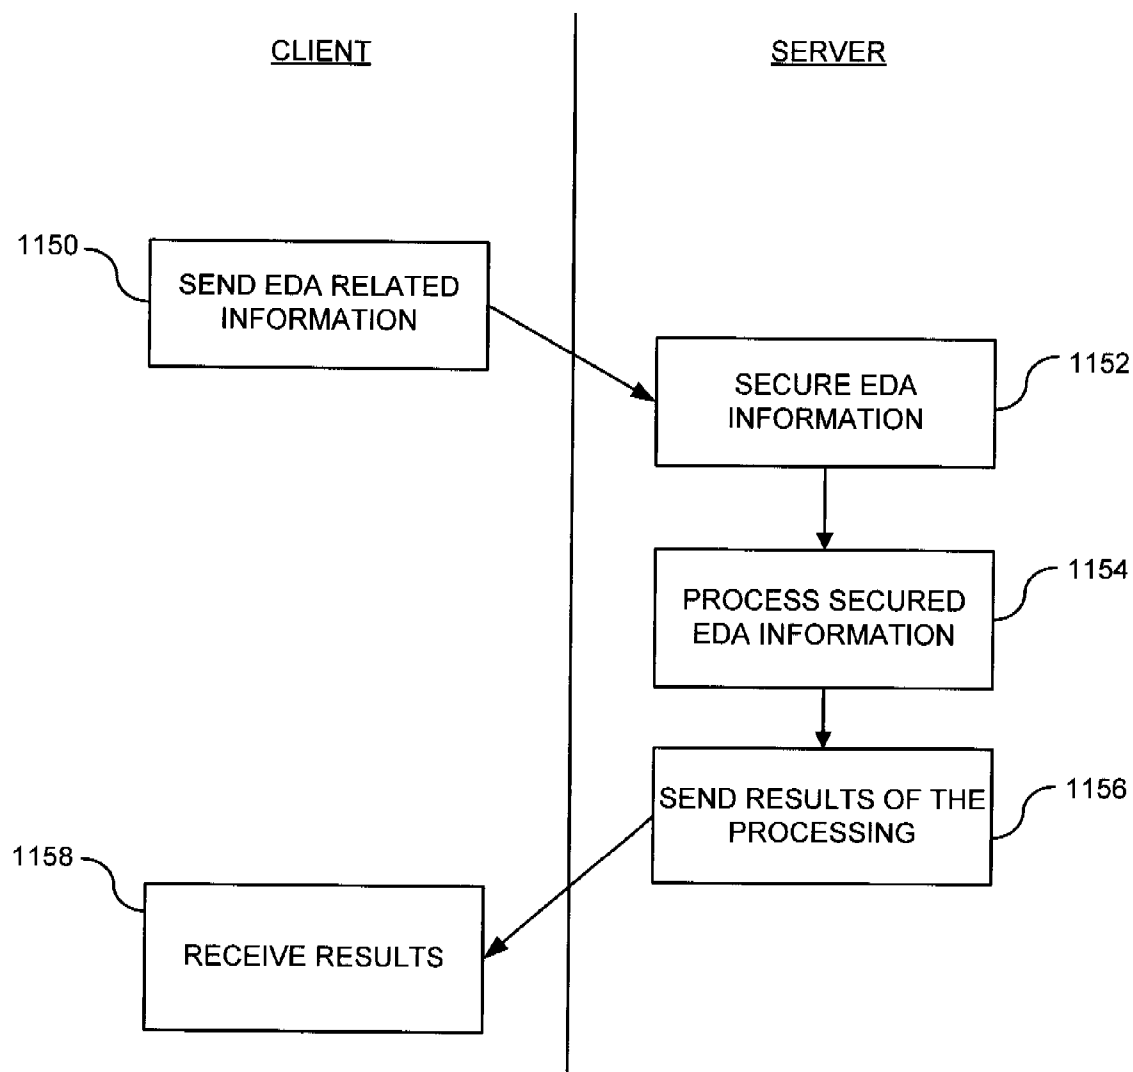 CLIENT
SERVER
1150
SEND EDA RELATED
INFORMATION
1152
SECURE EDA
INFORMATION
1154
PROCESS SECURED
EDA INFORMATION
1156
SEND RESULTS OF THE
PROCESSING
1158
RECEIVE RESULTS